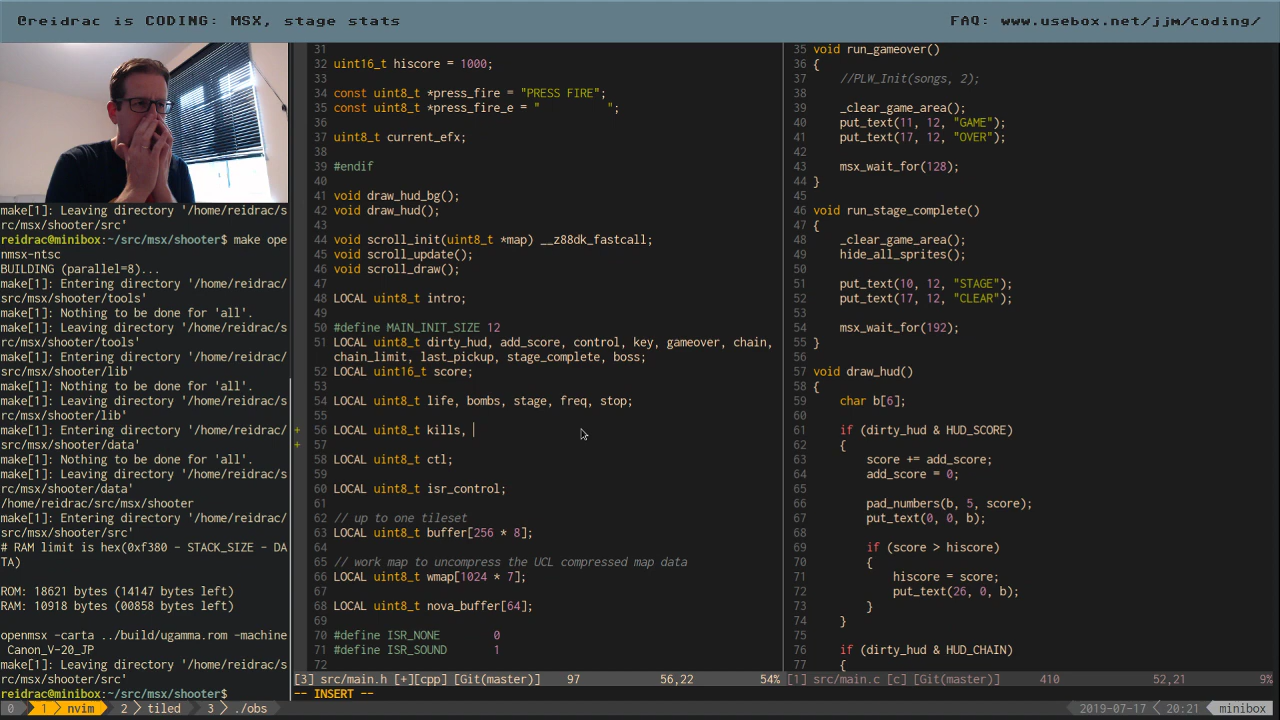 @reidrac is CODING: MSX, stage stats
FAQ: www.usebox.net/jjm/coding/
make[1]: Leaving directory '/home/reidrac/s
rc/msx/shooter/src'
reidrac@minibox:~/src/msx/shooter$ make ope
nmsx-ntsc
BUILDING (parallel=8)...
make[1]: Entering directory '/home/reidrac/
src/msx/shooter/tools'
make[1]: Nothing to be done for 'all'.
make[1]: Leaving directory '/home/reidrac/s
rc/msx/shooter/tools'
make[1]: Entering directory '/home/reidrac/
src/msx/shooter/lib'
make[1]: Nothing to be done for 'all'.
make[1]: Leaving directory '/home/reidrac/s
rc/msx/shooter/lib'
make[1]: Entering directory '/home/reidrac/
src/msx/shooter/data'
make[1]: Nothing to be done for 'all'.
make[1]: Leaving directory '/home/reidrac/s
rc/msx/shooter/data'
/home/reidrac/src/msx/shooter
make[1]: Entering directory '/home/reidrac/
src/msx/shooter/src'
# RAM limit is hex(0xf380 - STACK_SIZE - DA
TA)
ROM: 18621 bytes (14147 bytes left)
RAM: 10918 bytes (00858 bytes left)
openmsx -carta ../build/ugamma.rom -machine
 Canon_V-20_JP
make[1]: Leaving directory '/home/reidrac/s
rc/msx/shooter/src'
reidrac@minibox:~/src/msx/shooter$
31
32 uint16_t hiscore = 1000;
33
34 const uint8_t *press_fire = "PRESS FIRE";
35 const uint8_t *press_fire_e = "          ";
36
37 uint8_t current_efx;
38
39 #endif
40
41 void draw_hud_bg();
42 void draw_hud();
43
44 void scroll_init(uint8_t *map) __z88dk_fastcall;
45 void scroll_update();
46 void scroll_draw();
47
48 LOCAL uint8_t intro;
49
50 #define MAIN_INIT_SIZE 12
51 LOCAL uint8_t dirty_hud, add_score, control, key, gameover, chain,
chain_limit, last_pickup, stage_complete, boss;
52 LOCAL uint16_t score;
53
54 LOCAL uint8_t life, bombs, stage, freq, stop;
55
+ 56 LOCAL uint8_t kills,
+ 57
58 LOCAL uint8_t ctl;
59
60 LOCAL uint8_t isr_control;
61
62 // up to one tileset
63 LOCAL uint8_t buffer[256 * 8];
64
65 // work map to uncompress the UCL compressed map data
66 LOCAL uint8_t wmap[1024 * 7];
67
68 LOCAL uint8_t nova_buffer[64];
69
70 #define ISR_NONE        0
71 #define ISR_SOUND       1
72
[3] src/main.h [+][cpp] [Git(master)] 97 56,22 54%
-- INSERT --
35 void run_gameover()
36 {
37     //PLW_Init(songs, 2);
38
39     _clear_game_area();
40     put_text(11, 12, "GAME");
41     put_text(17, 12, "OVER");
42
43     msx_wait_for(128);
44 }
45
46 void run_stage_complete()
47 {
48     _clear_game_area();
49     hide_all_sprites();
50
51     put_text(10, 12, "STAGE");
52     put_text(17, 12, "CLEAR");
53
54     msx_wait_for(192);
55 }
56
57 void draw_hud()
58 {
59     char b[6];
60
61     if (dirty_hud & HUD_SCORE)
62     {
63         score += add_score;
64         add_score = 0;
65
66         pad_numbers(b, 5, score);
67         put_text(0, 0, b);
68
69         if (score > hiscore)
70         {
71             hiscore = score;
72             put_text(26, 0, b);
73         }
74     }
75
76     if (dirty_hud & HUD_CHAIN)
77     {
[1] src/main.c [c] [Git(master)] 410 52,21 9%
0 1 nvim 2 tiled 3 ./obs 2019-07-17 20:21 minibox